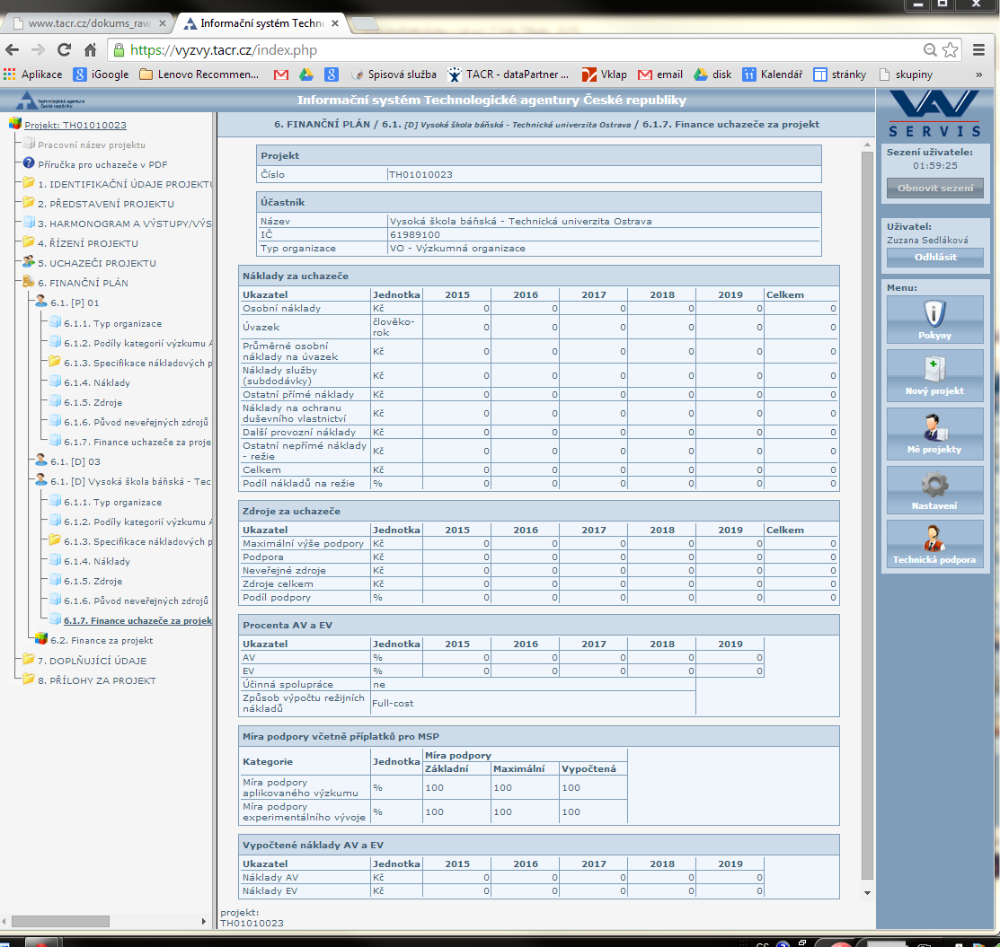 www.tacr.cz/dokums_raw
Informační systém Techn
https://vyzvy.tacr.cz/index.php
Aplikace iGoogle Lenovo Recommen... Spisová služba TACR - dataPartner ... Vklap email disk Kalendář stránky skupiny »
Technologická agentura
České republiky
Informační systém Technologické agentury České republiky
Projekt: TH01010023
Pracovní název projektu
Příručka pro uchazeče v PDF
1. IDENTIFIKAČNÍ ÚDAJE PROJEKTU
2. PŘEDSTAVENÍ PROJEKTU
3. HARMONOGRAM A VÝSTUPY/VÝS
4. ŘÍZENÍ PROJEKTU
5. UCHAZEČI PROJEKTU
6. FINANČNÍ PLÁN
6.1. [P] 01
6.1.1. Typ organizace
6.1.2. Podíly kategorií výzkumu A
6.1.3. Specifikace nákladových p
6.1.4. Náklady
6.1.5. Zdroje
6.1.6. Původ neveřejných zdrojů
6.1.7. Finance uchazeče za proje
6.1. [D] 03
6.1. [D] Vysoká škola báňská - Tec
6.1.1. Typ organizace
6.1.2. Podíly kategorií výzkumu A
6.1.3. Specifikace nákladových p
6.1.4. Náklady
6.1.5. Zdroje
6.1.6. Původ neveřejných zdrojů
6.1.7. Finance uchazeče za projek
6.2. Finance za projekt
7. DOPLŇUJÍCÍ ÚDAJE
8. PŘÍLOHY ZA PROJEKT
6. FINANČNÍ PLÁN / 6.1. [D] Vysoká škola báňská - Technická univerzita Ostrava / 6.1.7. Finance uchazeče za projekt
Projekt
Číslo TH01010023
Účastník
Název Vysoká škola báňská - Technická univerzita Ostrava
IČ 61989100
Typ organizace VO - Výzkumná organizace
Náklady za uchazeče
Ukazatel Jednotka 2015 2016 2017 2018 2019 Celkem
Osobní náklady Kč 0 0 0 0 0 0
Úvazek člověko-rok 0 0 0 0 0 0
Průměrné osobní náklady na úvazek Kč 0 0 0 0 0 0
Náklady služby (subdodávky) Kč 0 0 0 0 0 0
Ostatní přímé náklady Kč 0 0 0 0 0 0
Náklady na ochranu duševního vlastnictví Kč 0 0 0 0 0 0
Další provozní náklady Kč 0 0 0 0 0 0
Ostatní nepřímé náklady - režie Kč 0 0 0 0 0 0
Celkem Kč 0 0 0 0 0 0
Podíl nákladů na režie % 0 0 0 0 0 0
Zdroje za uchazeče
Ukazatel Jednotka 2015 2016 2017 2018 2019 Celkem
Maximální výše podpory Kč 0 0 0 0 0 0
Podpora Kč 0 0 0 0 0 0
Neveřejné zdroje Kč 0 0 0 0 0 0
Zdroje celkem Kč 0 0 0 0 0 0
Podíl podpory % 0 0 0 0 0 0
Procenta AV a EV
Ukazatel Jednotka 2015 2016 2017 2018 2019
AV % 0 0 0 0 0
EV % 0 0 0 0 0
Účinná spolupráce ne
Způsob výpočtu režijních nákladů Full-cost
Míra podpory včetně příplatků pro MSP
Kategorie Jednotka Míra podpory
Základní Maximální Vypočtená
Míra podpory aplikovaného výzkumu % 100 100 100
Míra podpory experimentálního vývoje % 100 100 100
Vypočtené náklady AV a EV
Ukazatel Jednotka 2015 2016 2017 2018 2019
Náklady AV Kč 0 0 0 0 0
Náklady EV Kč 0 0 0 0 0
projekt:
TH01010023
VAV
SERVIS
Sezení uživatele:
01:59:25
Obnovit sezení
Uživatel:
Zuzana Sedláková
Odhlásit
Menu:
Pokyny
Nový projekt
Mé projekty
Nastavení
Technická podpora